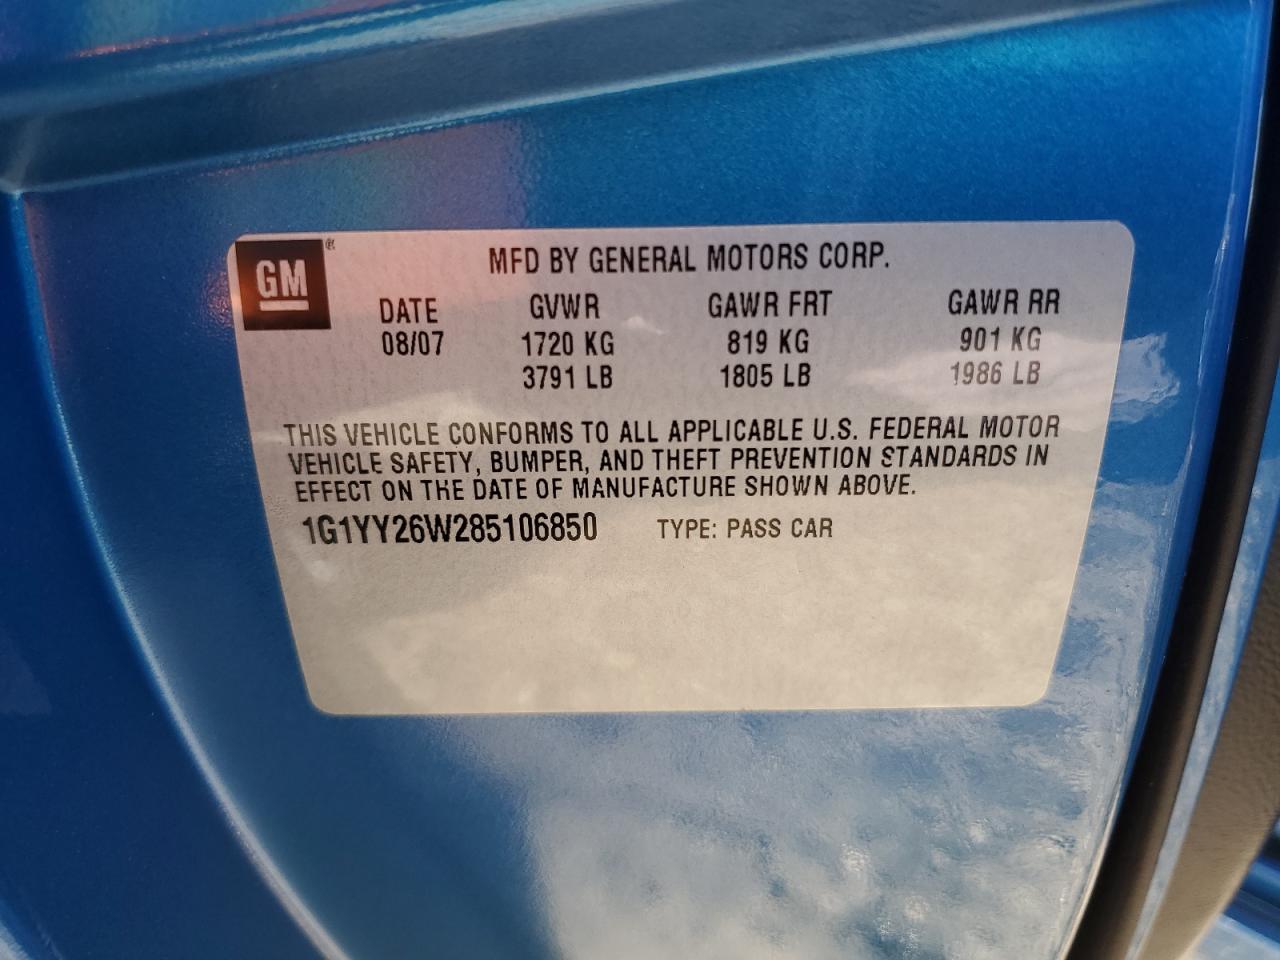 GM®
MFD BY GENERAL MOTORS CORP.
DATE GVWR GAWR FRT GAWR RR
08/07 1720 KG 819 KG 901 KG
3791 LB 1805 LB 1986 LB
THIS VEHICLE CONFORMS TO ALL APPLICABLE U.S. FEDERAL MOTOR
VEHICLE SAFETY, BUMPER, AND THEFT PREVENTION STANDARDS IN
EFFECT ON THE DATE OF MANUFACTURE SHOWN ABOVE.
1G1YY26W285106850 TYPE: PASS CAR